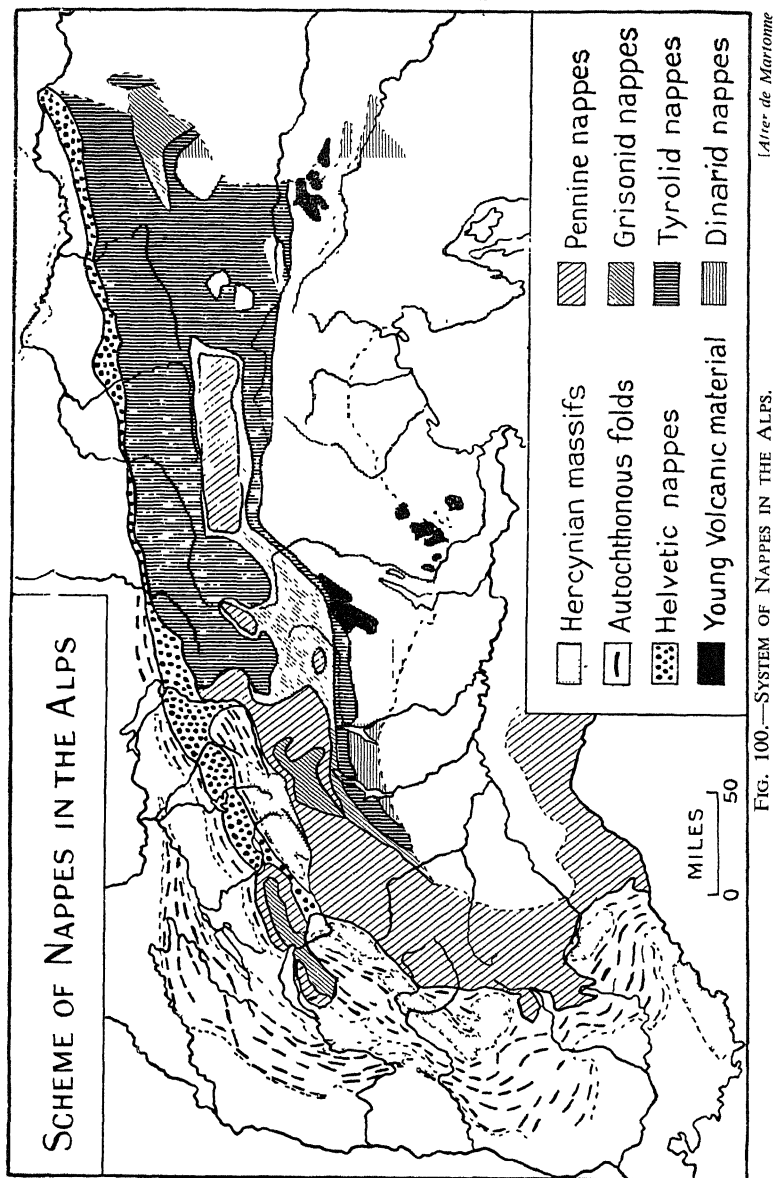 SCHEME OF NAPPES IN THE ALPS
Hercynian massifs
Autochthonous folds
Helvetic nappes
Young Volcanic material
Pennine nappes
Grisonid nappes
Tyrolid nappes
Dinarid nappes
MILES
0 50
[After de Martonne
FIG. 100.—SYSTEM OF NAPPES IN THE ALPS.